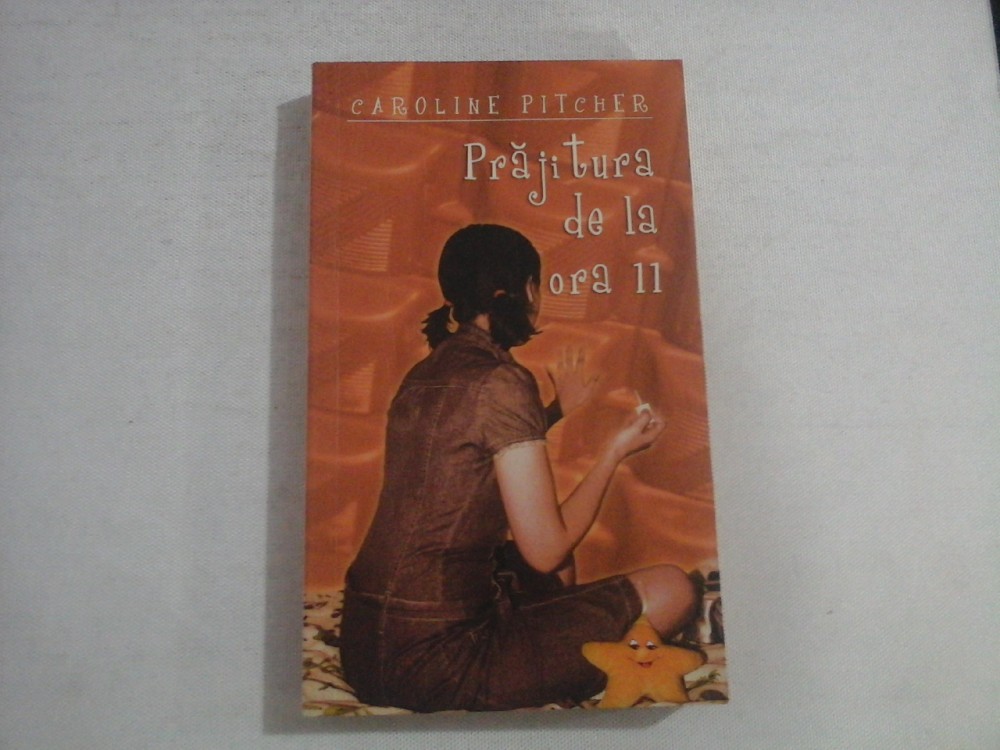 CAROLINE PITCHER
Prăjitura
de la
ora 11